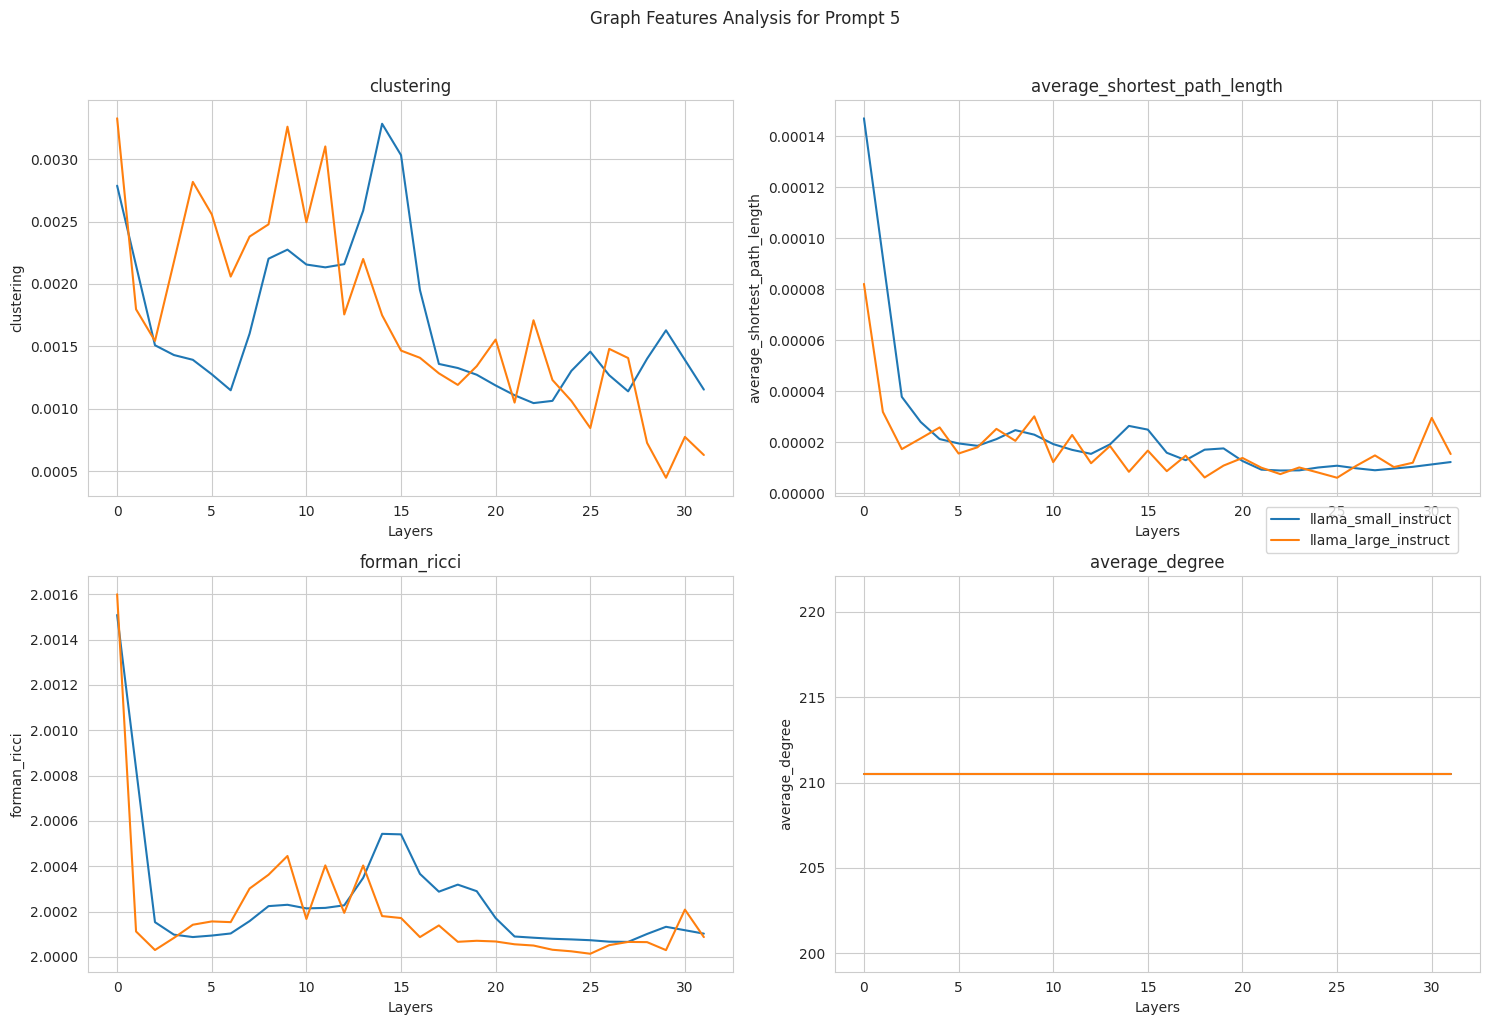 Graph Features Analysis for Prompt 5
clustering
clustering
0.0030
0.0025
0.0020
0.0015
0.0010
0.0005
0 5 10 15 20 25 30
Layers
average_shortest_path_length
average_shortest_path_length
0.00014
0.00012
0.00010
0.00008
0.00006
0.00004
0.00002
0.00000
0 5 10 15 20 25 30
Layers
llama_small_instruct
llama_large_instruct
forman_ricci
forman_ricci
2.0016
2.0014
2.0012
2.0010
2.0008
2.0006
2.0004
2.0002
2.0000
0 5 10 15 20 25 30
Layers
average_degree
average_degree
220
215
210
205
200
0 5 10 15 20 25 30
Layers